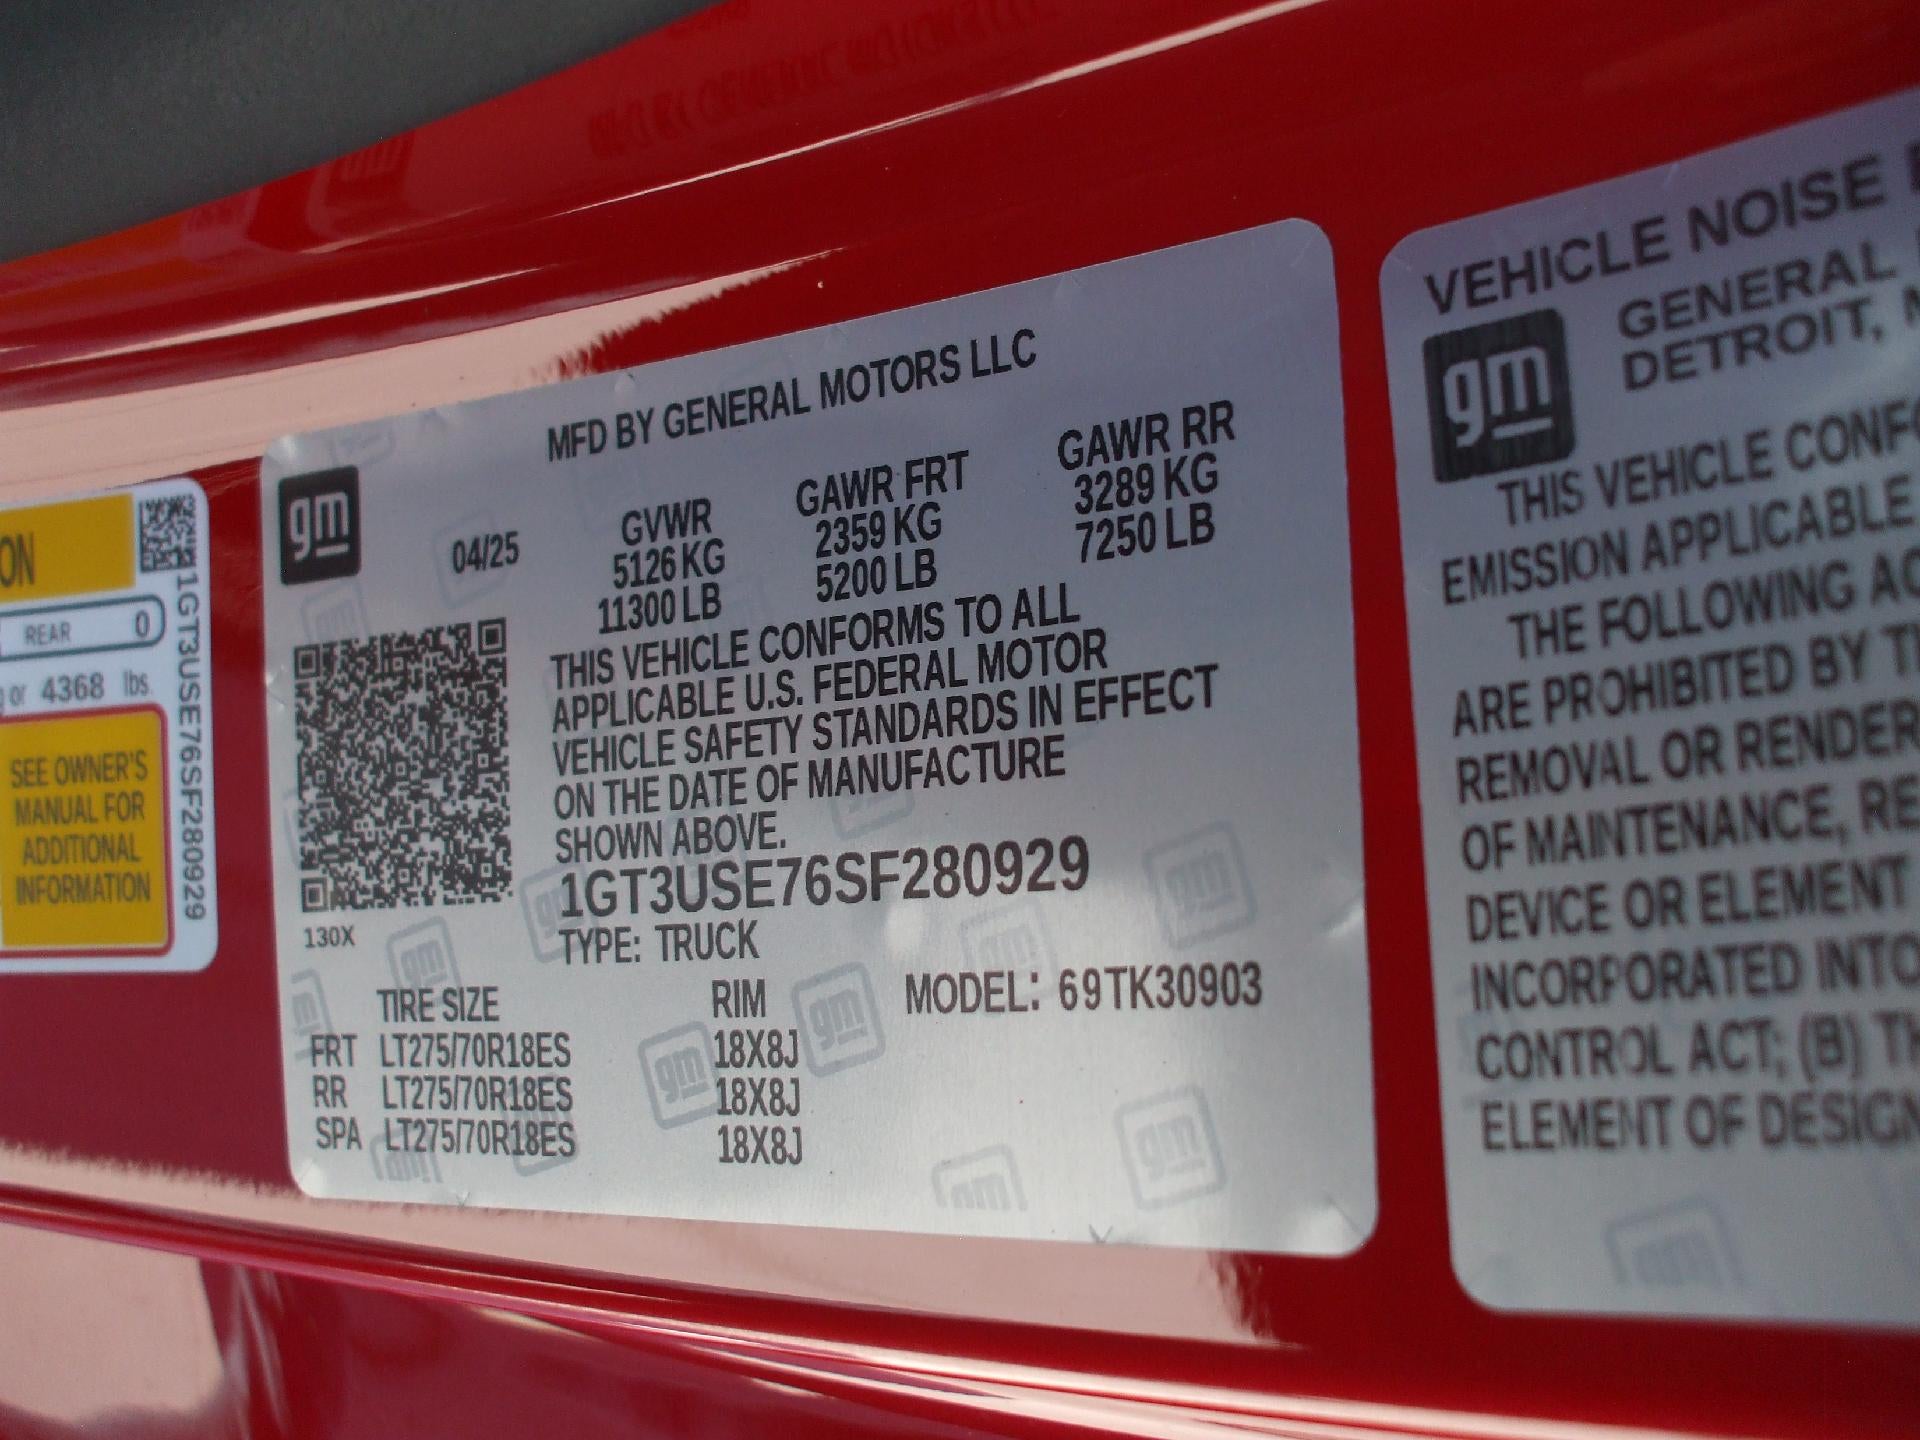 ON
REAR 0
g or 4368 lbs.
SEE OWNER'S
MANUAL FOR
ADDITIONAL
INFORMATION
1GT3USE76SF280929
gm
MFD BY GENERAL MOTORS LLC
04/25
GVWR
5126 KG
11300 LB
GAWR FRT
2359 KG
5200 LB
GAWR RR
3289 KG
7250 LB
THIS VEHICLE CONFORMS TO ALL
APPLICABLE U.S. FEDERAL MOTOR
VEHICLE SAFETY STANDARDS IN EFFECT
ON THE DATE OF MANUFACTURE
SHOWN ABOVE.
1GT3USE76SF280929
130X
TYPE: TRUCK
MODEL: 69TK30903
TIRE SIZE RIM
FRT LT275/70R18ES 18X8J
RR LT275/70R18ES 18X8J
SPA LT275/70R18ES 18X8J
VEHICLE NOISE
gm
GENERAL
DETROIT,
THIS VEHICLE CONF
EMISSION APPLICABLE
THE FOLLOWING AC
ARE PROHIBITED BY T
REMOVAL OR RENDER
OF MAINTENANCE, RE
DEVICE OR ELEMENT
INCORPORATED INTO
CONTROL ACT; (B) TH
ELEMENT OF DESIGN